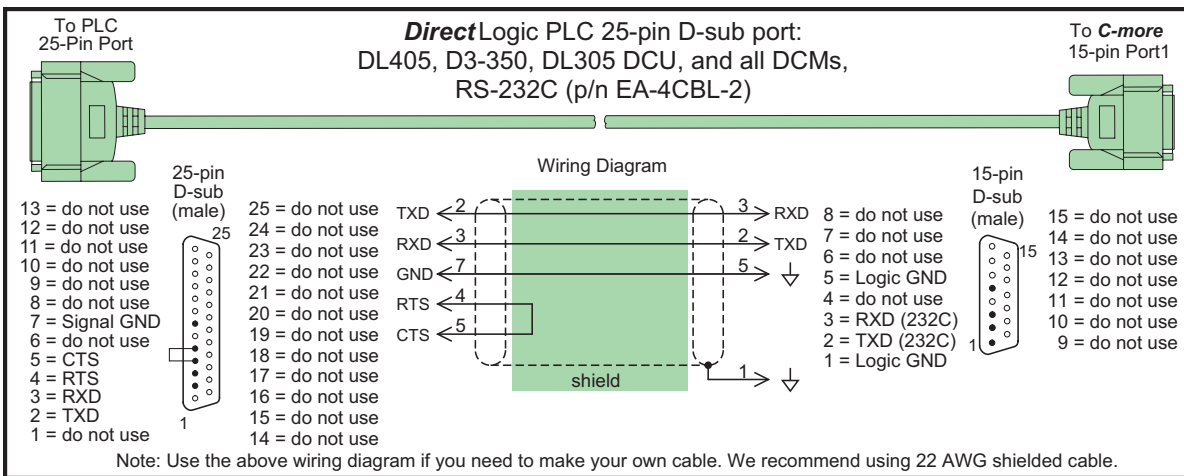 To PLC
25-Pin Port
DirectLogic PLC 25-pin D-sub port:
DL405, D3-350, DL305 DCU, and all DCMs,
RS-232C (p/n EA-4CBL-2)
To C-more
15-pin Port1
Wiring Diagram
25-pin
D-sub
(male)
13 = do not use
12 = do not use
11 = do not use
10 = do not use
9 = do not use
8 = do not use
7 = Signal GND
6 = do not use
5 = CTS
4 = RTS
3 = RXD
2 = TXD
1 = do not use
25
1
25 = do not use
24 = do not use
23 = do not use
22 = do not use
21 = do not use
20 = do not use
19 = do not use
18 = do not use
17 = do not use
16 = do not use
15 = do not use
14 = do not use
TXD 2 3 RXD
RXD 3 2 TXD
GND 7 5
RTS 4
CTS 5
shield
1
8 = do not use
7 = do not use
6 = do not use
5 = Logic GND
4 = do not use
3 = RXD (232C)
2 = TXD (232C)
1 = Logic GND
15-pin
D-sub
(male)
15
1
15 = do not use
14 = do not use
13 = do not use
12 = do not use
11 = do not use
10 = do not use
9 = do not use
Note: Use the above wiring diagram if you need to make your own cable. We recommend using 22 AWG shielded cable.